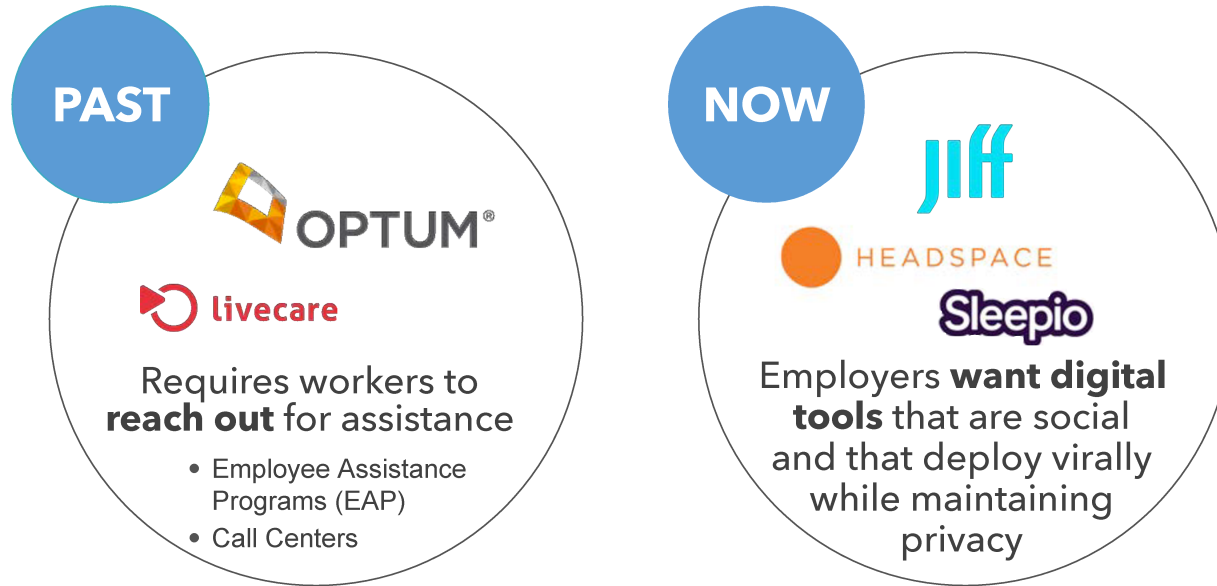 PAST
OPTUM®
livecare
Requires workers to
reach out for assistance
• Employee Assistance
Programs (EAP)
• Call Centers
NOW
Jiff
HEADSPACE
Sleepio
Employers want digital
tools that are social
and that deploy virally
while maintaining
privacy